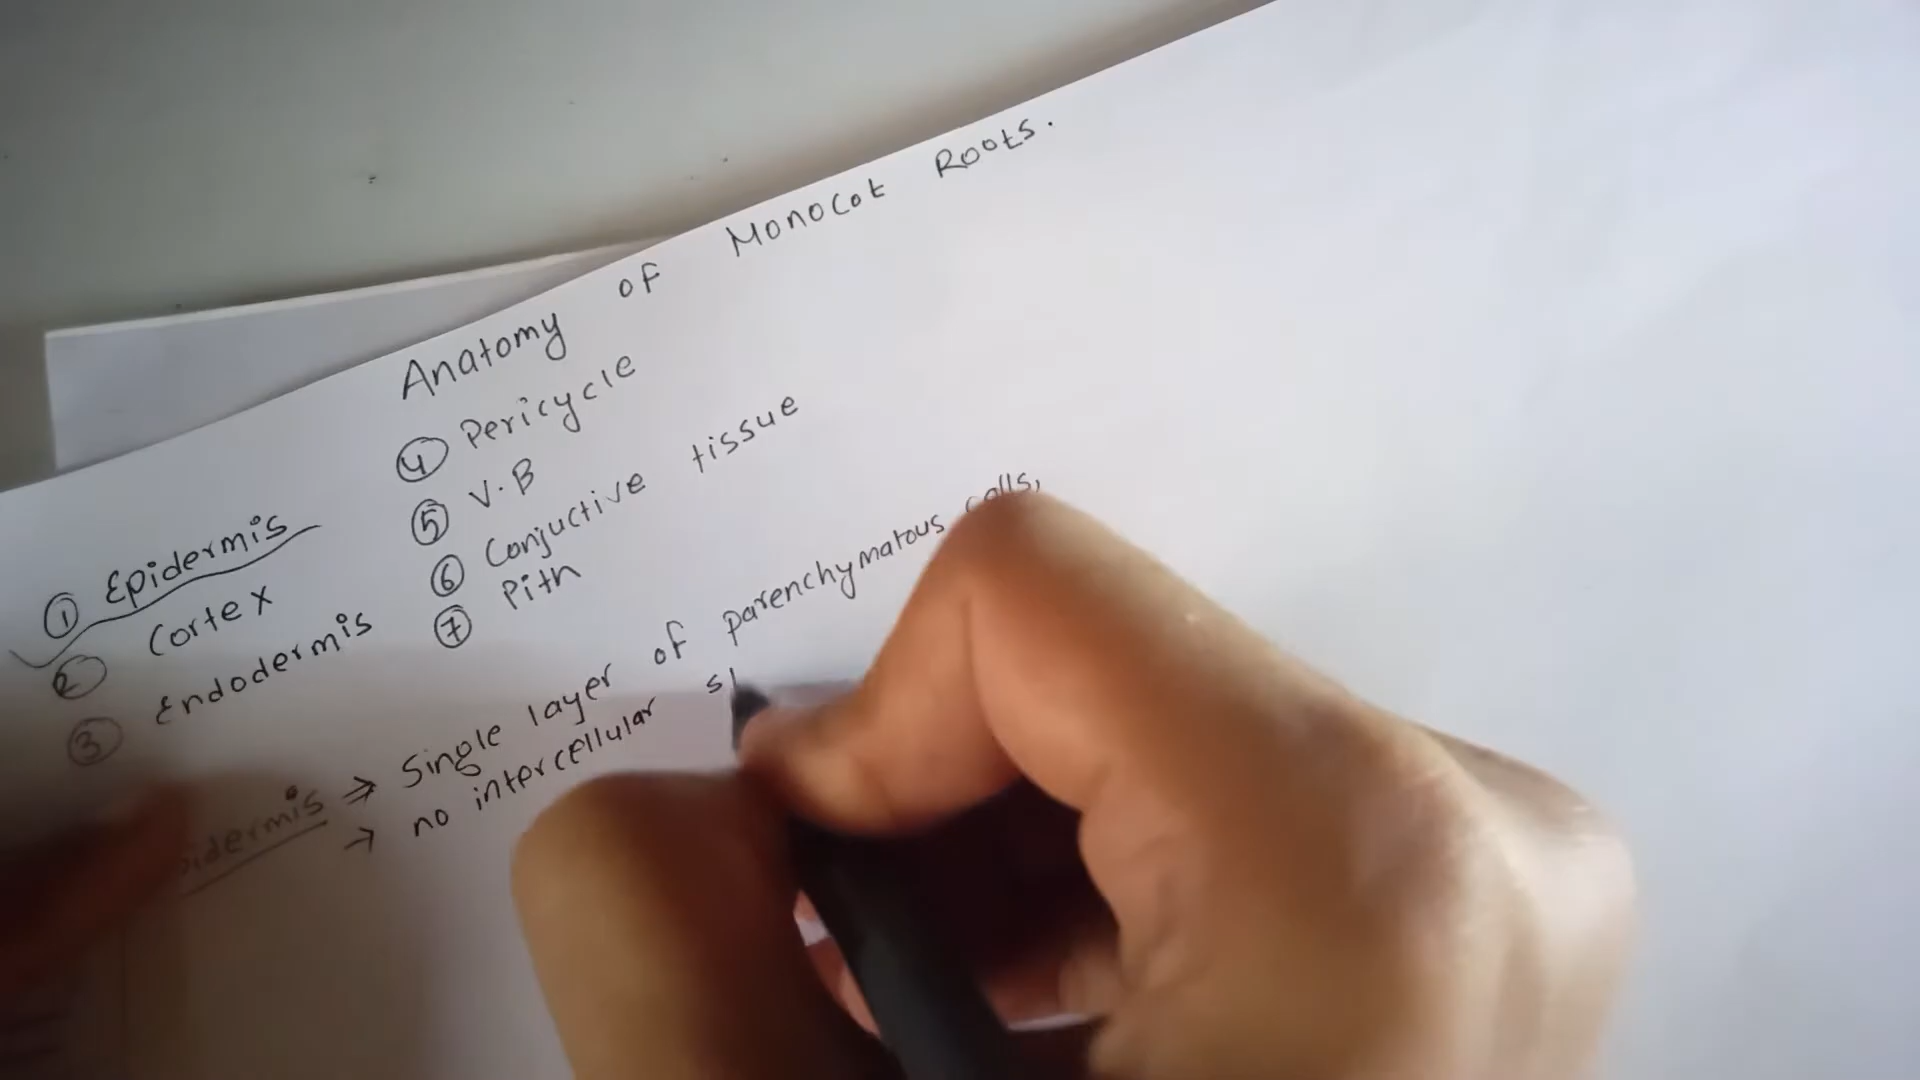 Anatomy of Monocot Roots.
① Epidermis
② Cortex
③ Endodermis
④ Pericycle
⑤ V.B
⑥ Conjuctive tissue
⑦ Pith
⇒ Single layer of parenchymatous cells,
→ no intercellular